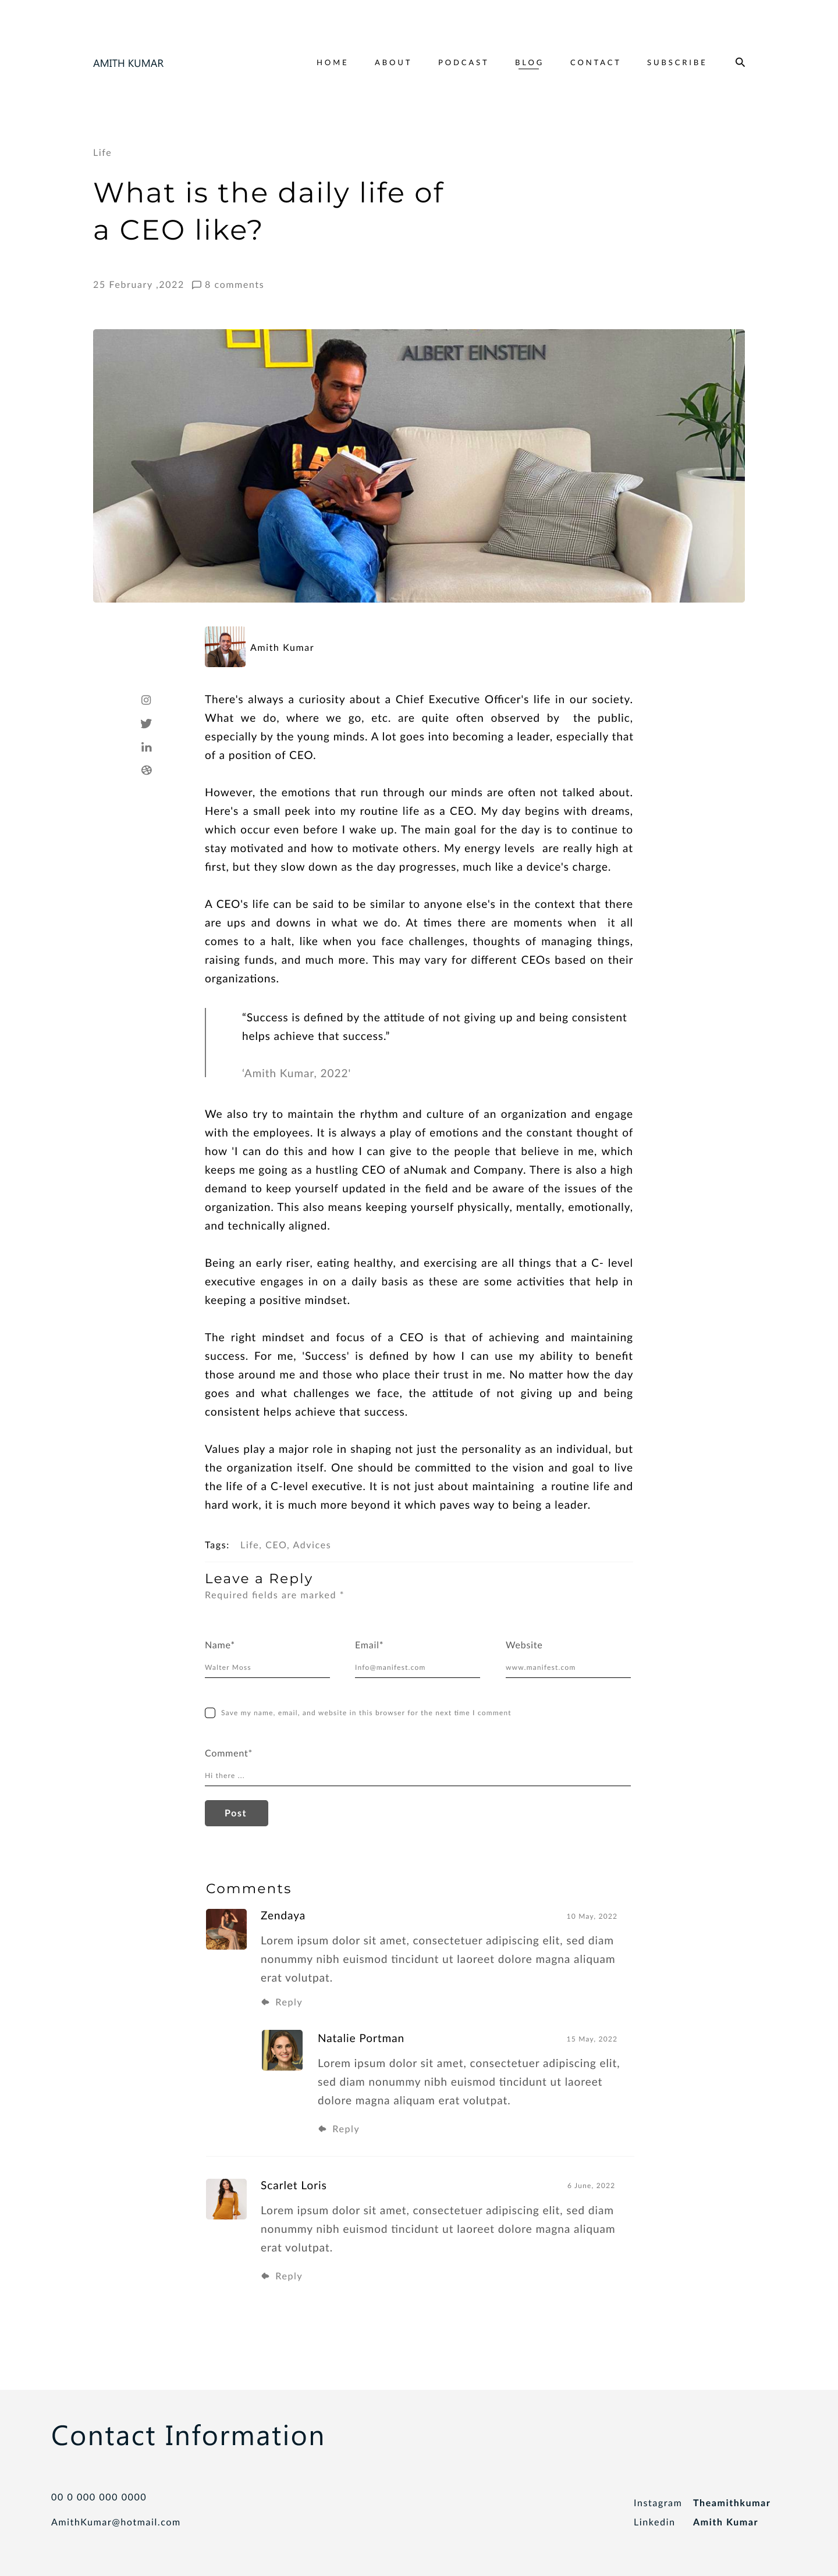 AMITH KUMAR
HOME ABOUT PODCAST BLOG CONTACT SUBSCRIBE
Life
What is the daily life of
a CEO like?
25 February ,2022 8 comments
ALBERT EINSTEIN
I AM
Amith Kumar
There's always a curiosity about a Chief Executive Officer's life in our society.
What we do, where we go, etc. are quite often observed by the public,
especially by the young minds. A lot goes into becoming a leader, especially that
of a position of CEO.
However, the emotions that run through our minds are often not talked about.
Here's a small peek into my routine life as a CEO. My day begins with dreams,
which occur even before I wake up. The main goal for the day is to continue to
stay motivated and how to motivate others. My energy levels are really high at
first, but they slow down as the day progresses, much like a device's charge.
A CEO's life can be said to be similar to anyone else's in the context that there
are ups and downs in what we do. At times there are moments when it all
comes to a halt, like when you face challenges, thoughts of managing things,
raising funds, and much more. This may vary for different CEOs based on their
organizations.
“Success is defined by the attitude of not giving up and being consistent
helps achieve that success.”
‘Amith Kumar, 2022’
We also try to maintain the rhythm and culture of an organization and engage
with the employees. It is always a play of emotions and the constant thought of
how 'I can do this and how I can give to the people that believe in me, which
keeps me going as a hustling CEO of aNumak and Company. There is also a high
demand to keep yourself updated in the field and be aware of the issues of the
organization. This also means keeping yourself physically, mentally, emotionally,
and technically aligned.
Being an early riser, eating healthy, and exercising are all things that a C- level
executive engages in on a daily basis as these are some activities that help in
keeping a positive mindset.
The right mindset and focus of a CEO is that of achieving and maintaining
success. For me, 'Success' is defined by how I can use my ability to benefit
those around me and those who place their trust in me. No matter how the day
goes and what challenges we face, the attitude of not giving up and being
consistent helps achieve that success.
Values play a major role in shaping not just the personality as an individual, but
the organization itself. One should be committed to the vision and goal to live
the life of a C-level executive. It is not just about maintaining a routine life and
hard work, it is much more beyond it which paves way to being a leader.
Tags: Life, CEO, Advices
Leave a Reply
Required fields are marked *
Name* Email* Website
Walter Moss Info@manifest.com www.manifest.com
Save my name, email, and website in this browser for the next time I comment
Comment*
Hi there ...
Post
Comments
Zendaya 10 May, 2022
Lorem ipsum dolor sit amet, consectetuer adipiscing elit, sed diam
nonummy nibh euismod tincidunt ut laoreet dolore magna aliquam
erat volutpat.
Reply
Natalie Portman 15 May, 2022
Lorem ipsum dolor sit amet, consectetuer adipiscing elit,
sed diam nonummy nibh euismod tincidunt ut laoreet
dolore magna aliquam erat volutpat.
Reply
Scarlet Loris 6 June, 2022
Lorem ipsum dolor sit amet, consectetuer adipiscing elit, sed diam
nonummy nibh euismod tincidunt ut laoreet dolore magna aliquam
erat volutpat.
Reply
Contact Information
00 0 000 000 0000
AmithKumar@hotmail.com
Instagram Theamithkumar
Linkedin Amith Kumar